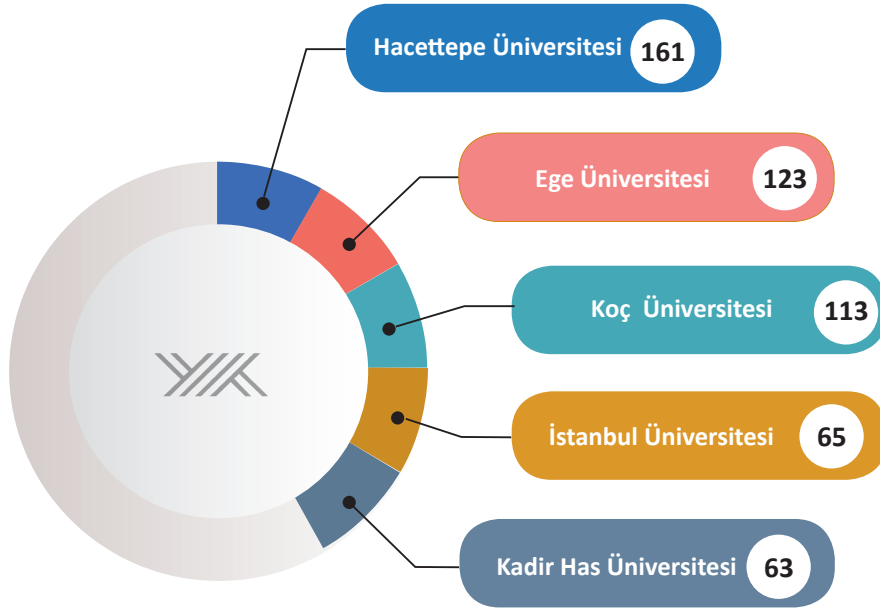 Hacettepe Üniversitesi 161
Ege Üniversitesi 123
Koç Üniversitesi 113
İstanbul Üniversitesi 65
Kadir Has Üniversitesi 63